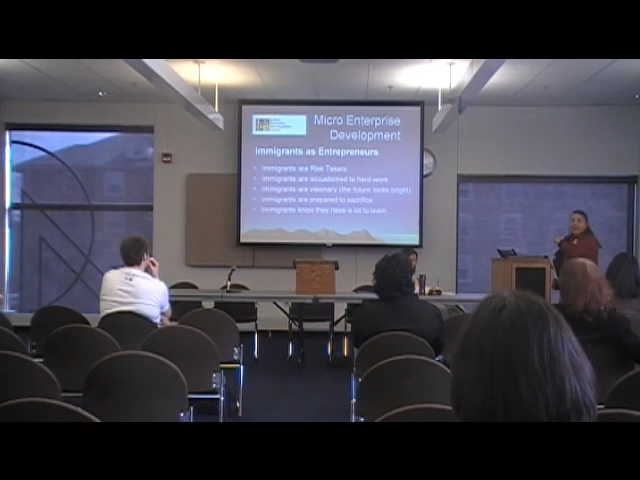 Micro Enterprise
Development
Immigrants as Entrepreneurs
• Immigrants are Risk Takers
• Immigrants are accustomed to hard work
• Immigrants are visionary (the future looks bright)
• Immigrants are prepared to sacrifice
• Immigrants know they have a lot to learn